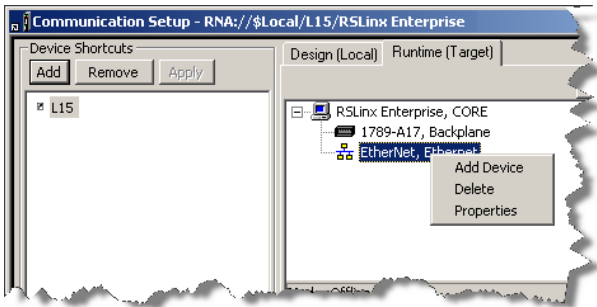 Communication Setup - RNA://$Local/L15/RSLinx Enterprise
Device Shortcuts
Add Remove Apply
L15
Design (Local) Runtime (Target)
RSLinx Enterprise, CORE
1789-A17, Backplane
EtherNet, Ethernet
Add Device
Delete
Properties